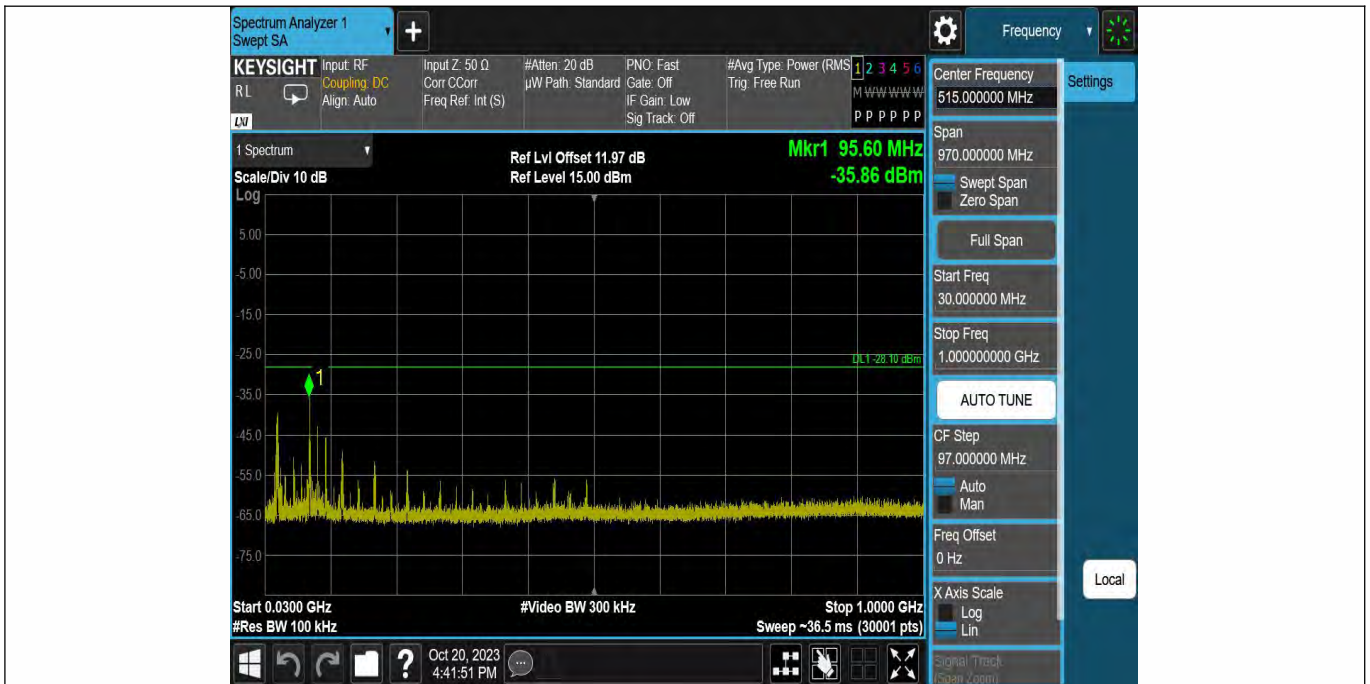 Spectrum Analyzer 1
Swept SA
+
Frequency
KEYSIGHT
RL
LXI
Input: RF
Coupling: DC
Align: Auto
Input Z: 50 Ω
Corr CCorr
Freq Ref: Int (S)
#Atten: 20 dB
µW Path: Standard
PNO: Fast
Gate: Off
IF Gain: Low
Sig Track: Off
#Avg Type: Power (RMS
Trig: Free Run
1 2 3 4 5 6
M W W W W W
P P P P P P
1 Spectrum
Scale/Div 10 dB
Log
Ref Lvl Offset 11.97 dB
Ref Level 15.00 dBm
Mkr1 95.60 MHz
-35.86 dBm
5.00
-5.00
-15.0
-25.0
-35.0
-45.0
-55.0
-65.0
-75.0
DL1 -28.10 dBm
1
Start 0.0300 GHz
#Res BW 100 kHz
#Video BW 300 kHz
Stop 1.0000 GHz
Sweep ~36.5 ms (30001 pts)
?
Oct 20, 2023
4:41:51 PM
Center Frequency
515.000000 MHz
Span
970.000000 MHz
Swept Span
Zero Span
Full Span
Start Freq
30.000000 MHz
Stop Freq
1.000000000 GHz
AUTO TUNE
CF Step
97.000000 MHz
Auto
Man
Freq Offset
0 Hz
X Axis Scale
Log
Lin
Signal Track
(Span Zoom)
Settings
Local